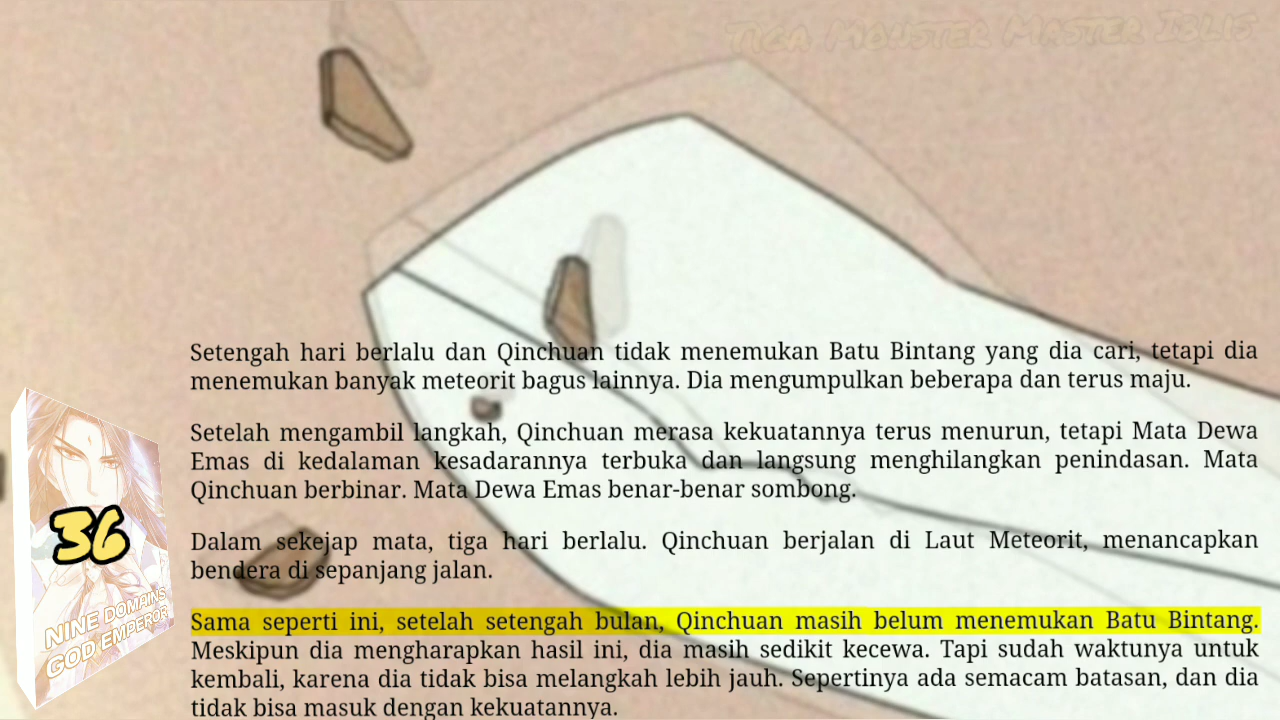 TIGA MONSTER MASTER IBLIS
Setengah hari berlalu dan Qinchuan tidak menemukan Batu Bintang yang dia cari, tetapi dia
menemukan banyak meteorit bagus lainnya. Dia mengumpulkan beberapa dan terus maju.
Setelah mengambil langkah, Qinchuan merasa kekuatannya terus menurun, tetapi Mata Dewa
Emas di kedalaman kesadarannya terbuka dan langsung menghilangkan penindasan. Mata
Qinchuan berbinar. Mata Dewa Emas benar-benar sombong.
Dalam sekejap mata, tiga hari berlalu. Qinchuan berjalan di Laut Meteorit, menancapkan
bendera di sepanjang jalan.
Sama seperti ini, setelah setengah bulan, Qinchuan masih belum menemukan Batu Bintang.
Meskipun dia mengharapkan hasil ini, dia masih sedikit kecewa. Tapi sudah waktunya untuk
kembali, karena dia tidak bisa melangkah lebih jauh. Sepertinya ada semacam batasan, dan dia
tidak bisa masuk dengan kekuatannya.
36
NINE DOMAINS
GOD EMPEROR